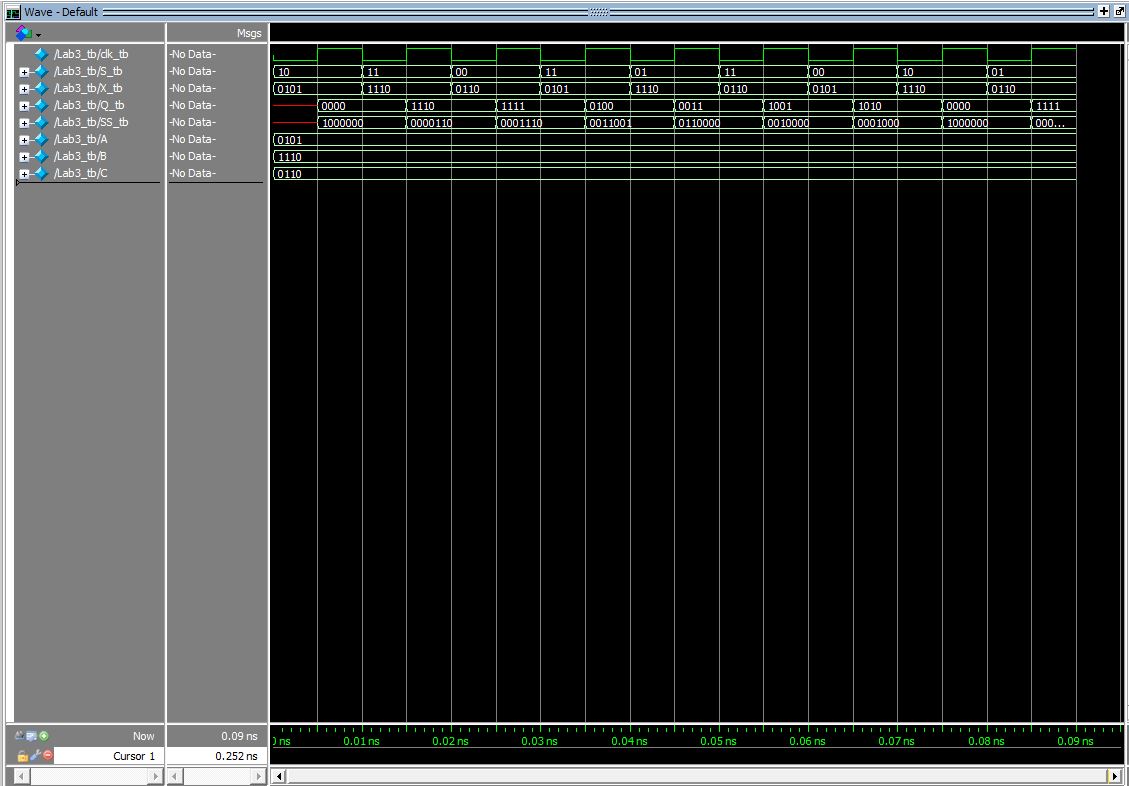 Wave - Default
Msgs
/Lab3_tb/clk_tb -No Data-
/Lab3_tb/S_tb -No Data- 10 11 00 11 01 11 00 10 01
/Lab3_tb/X_tb -No Data- 0101 1110 0110 0101 1110 0110 0101 1110 0110
/Lab3_tb/Q_tb -No Data- 0000 1110 1111 0100 0011 1001 1010 0000 1111
/Lab3_tb/SS_tb -No Data- 1000000 0000110 0001110 0011001 0110000 0010000 0001000 1000000 000...
/Lab3_tb/A -No Data- 0101
/Lab3_tb/B -No Data- 1110
/Lab3_tb/C -No Data- 0110
Now 0.09 ns ns 0.01 ns 0.02 ns 0.03 ns 0.04 ns 0.05 ns 0.06 ns 0.07 ns 0.08 ns 0.09 ns
Cursor 1 0.252 ns